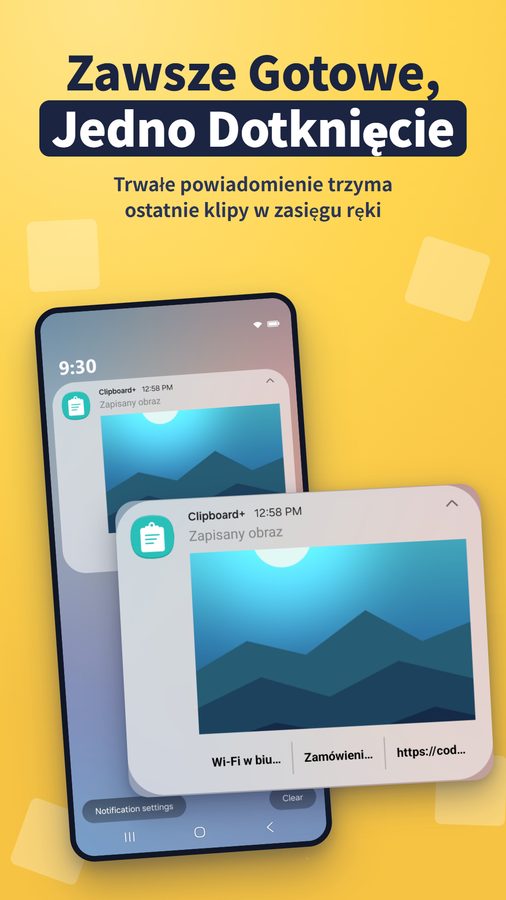 Zawsze Gotowe,
Jedno Dotknięcie
Trwałe powiadomienie trzyma
ostatnie klipy w zasięgu ręki
9:30
Clipboard+ 12:58 PM
Zapisany obraz
Clipboard+ 12:58 PM
Zapisany obraz
Wi-Fi w biu... Zamówieni... https://cod...
Notification settings Clear